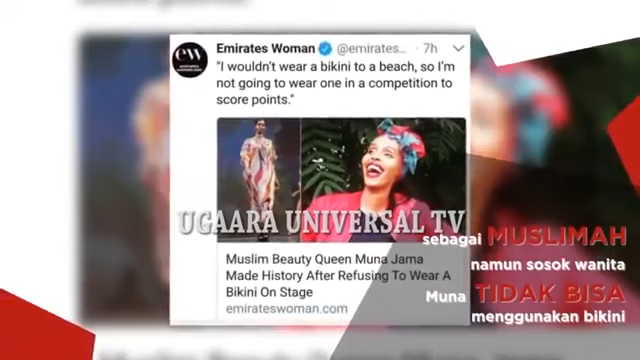 ew
Emirates Woman @emirates... · 7h
"I wouldn't wear a bikini to a beach, so I'm
not going to wear one in a competition to
score points."
UGAARA UNIVERSAL TV
Muslim Beauty Queen Muna Jama
Made History After Refusing To Wear A
Bikini On Stage
emirateswoman.com
sebagai MUSLIMAH
namun sosok wanita
Muna TIDAK BISA
menggunakan bikini